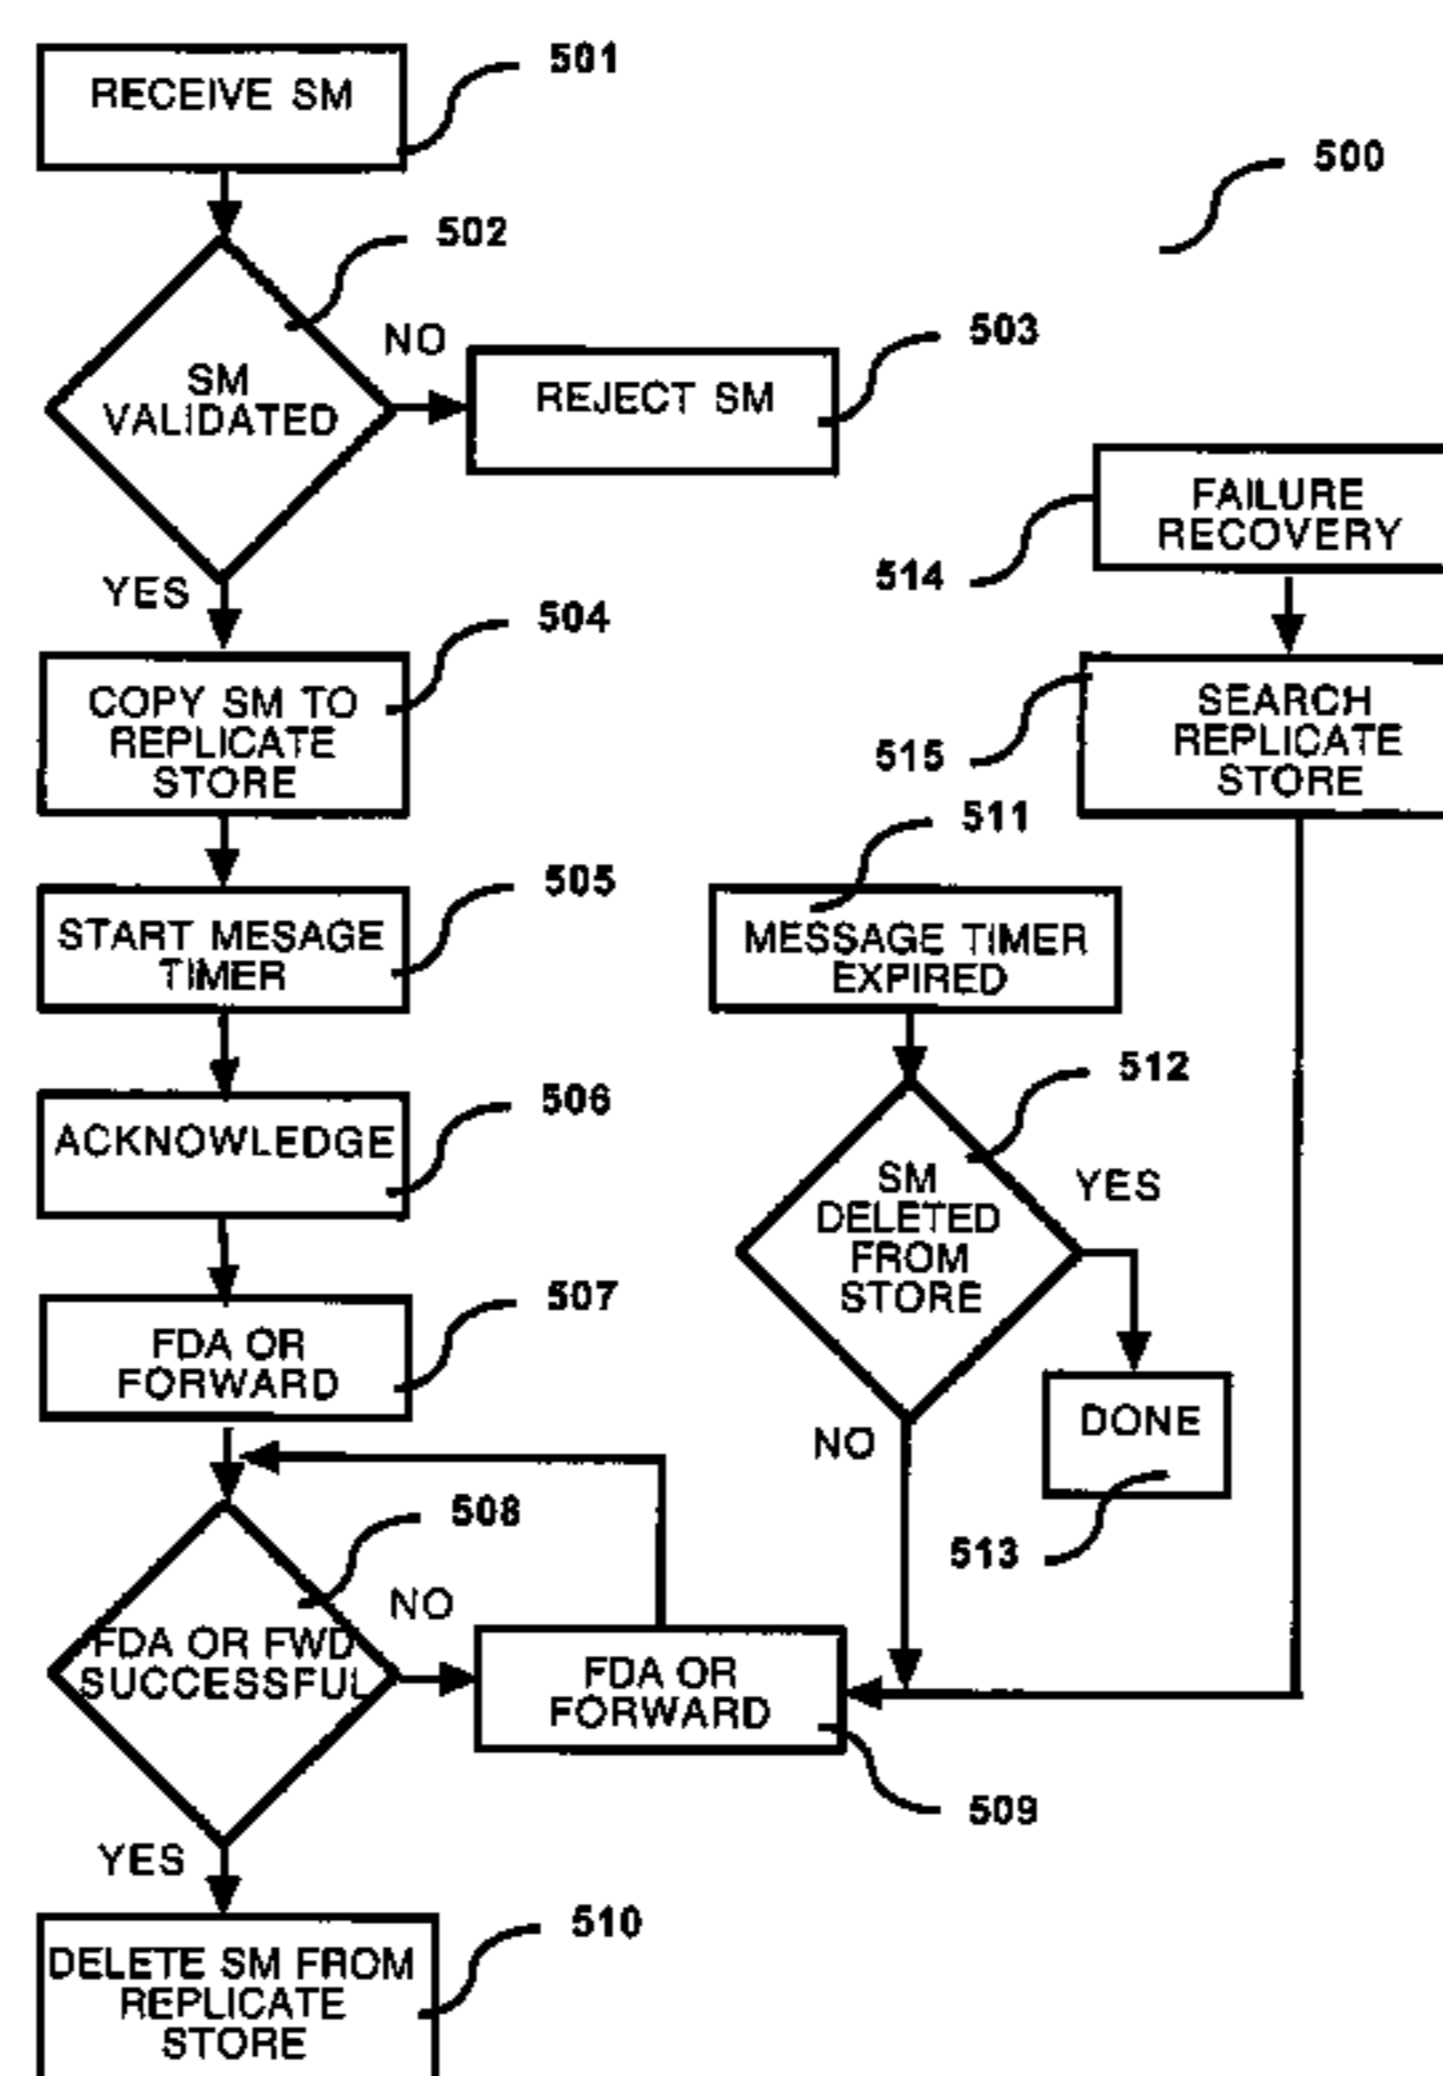 RECEIVE SM
501
500
502
SM
VALIDATED
NO
REJECT SM
503
YES
FAILURE
RECOVERY
514
COPY SM TO
REPLICATE
STORE
504
SEARCH
REPLICATE
STORE
515
START MESAGE
TIMER
505
511
MESSAGE TIMER
EXPIRED
ACKNOWLEDGE
506
512
SM
DELETED
FROM
STORE
YES
NO
DONE
513
FDA OR
FORWARD
507
508
FDA OR FWD
SUCCESSFUL
NO
FDA OR
FORWARD
509
YES
DELETE SM FROM
REPLICATE
STORE
510